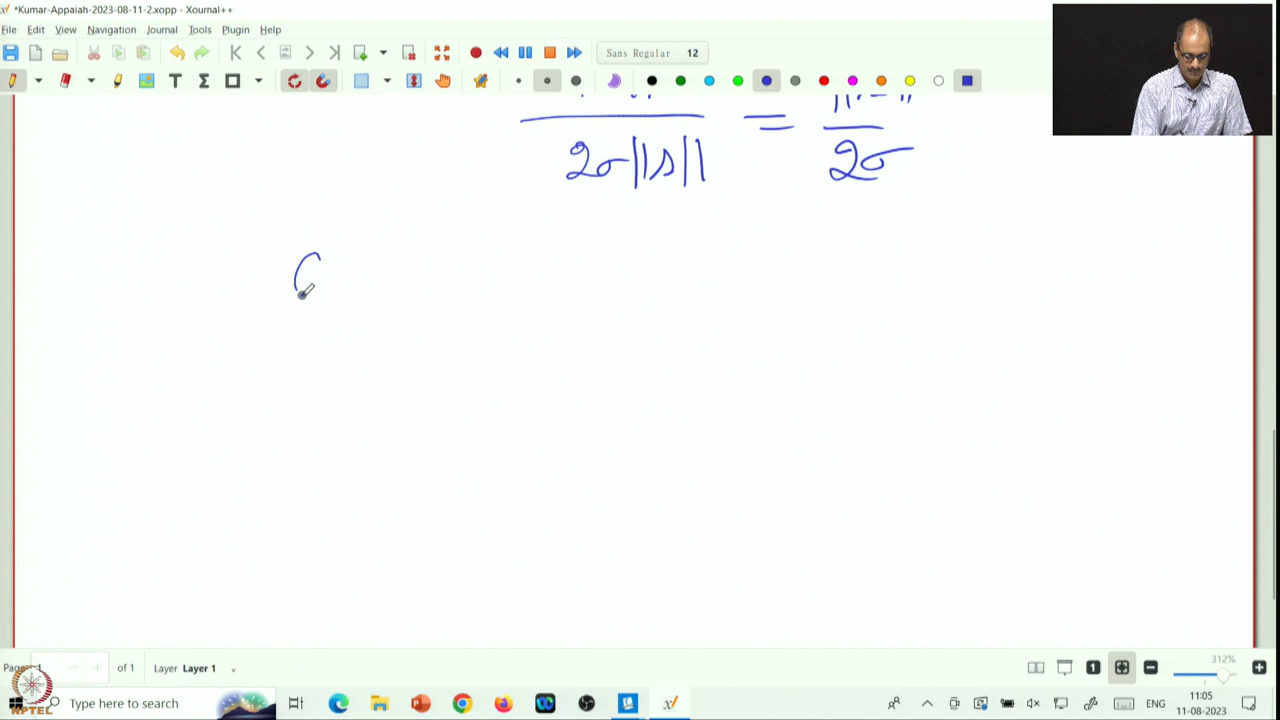 *Kumar-Appaiah-2023-08-11-2.xopp - Xournal++
File Edit View Navigation Journal Tools Plugin Help
Sans Regular 12
2σ||s|| = 2σ
Page 1 of 1 Layer Layer 1 312%
NPTEL
Type here to search
ENG
11:05
11-08-2023